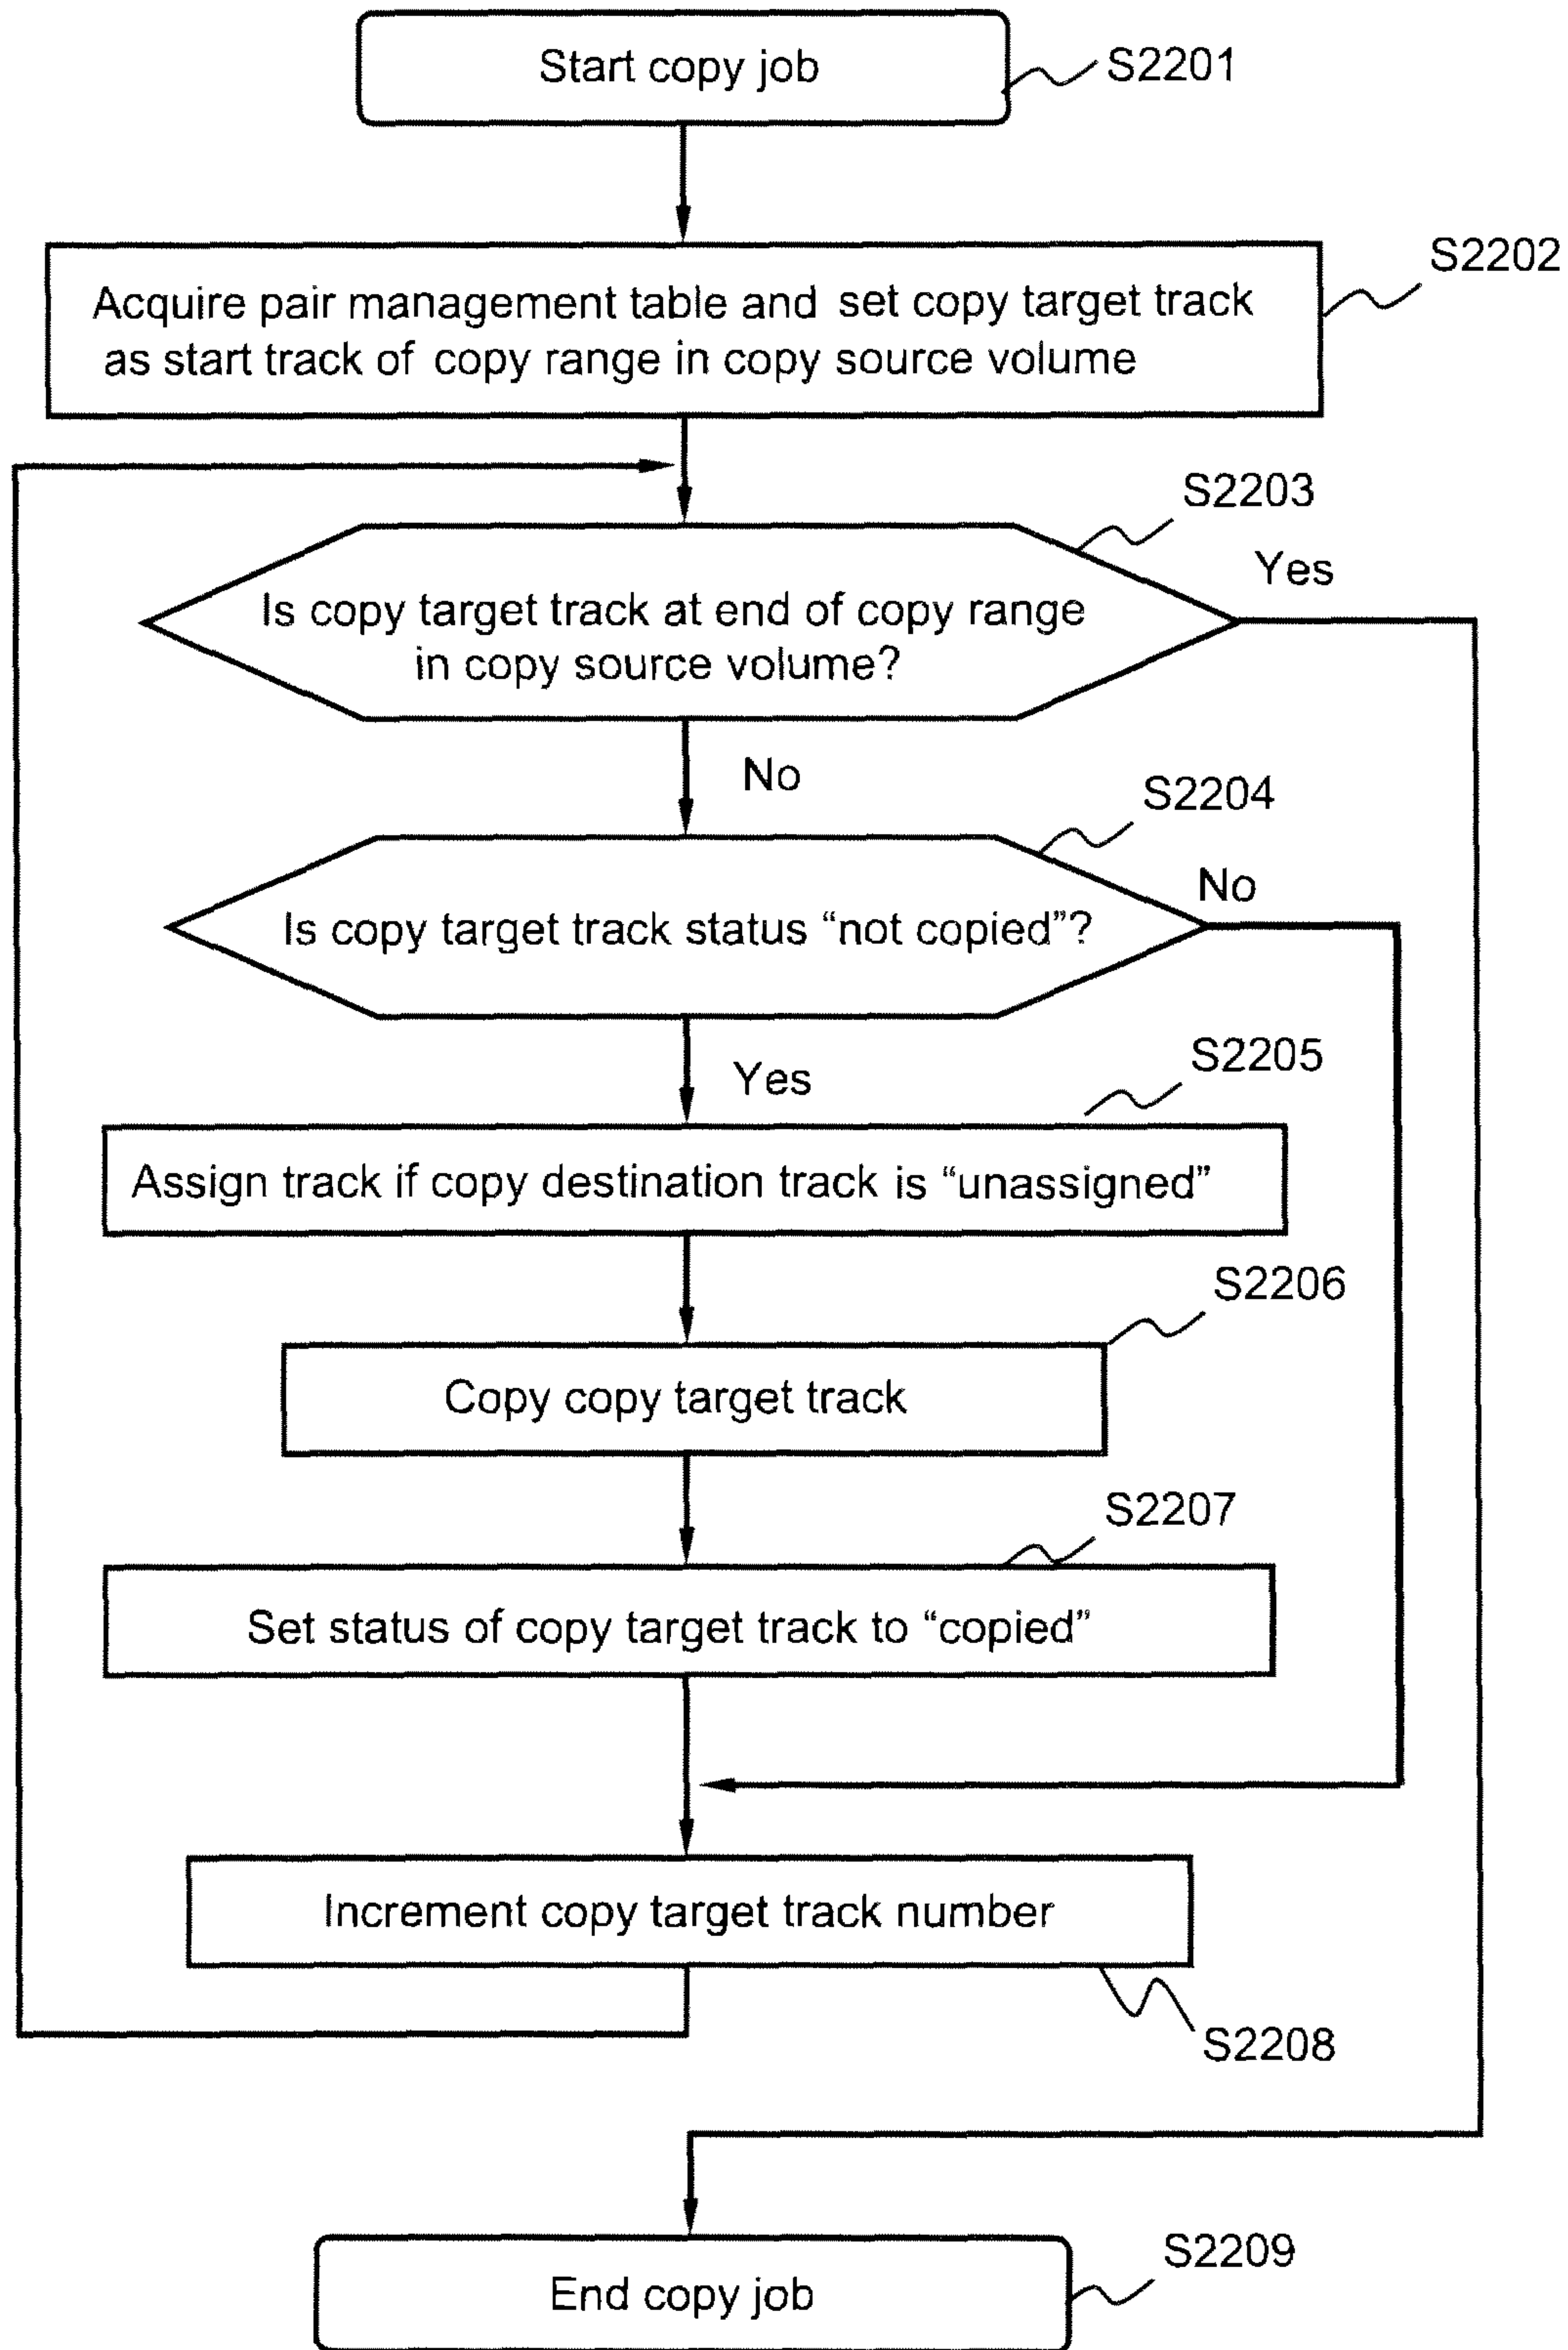 Start copy job
S2201
S2202
Acquire pair management table and set copy target track
as start track of copy range in copy source volume
S2203
Yes
Is copy target track at end of copy range
in copy source volume?
No
S2204
No
Is copy target track status “not copied”?
Yes
S2205
Assign track if copy destination track is “unassigned”
S2206
Copy copy target track
S2207
Set status of copy target track to “copied”
Increment copy target track number
S2208
S2209
End copy job